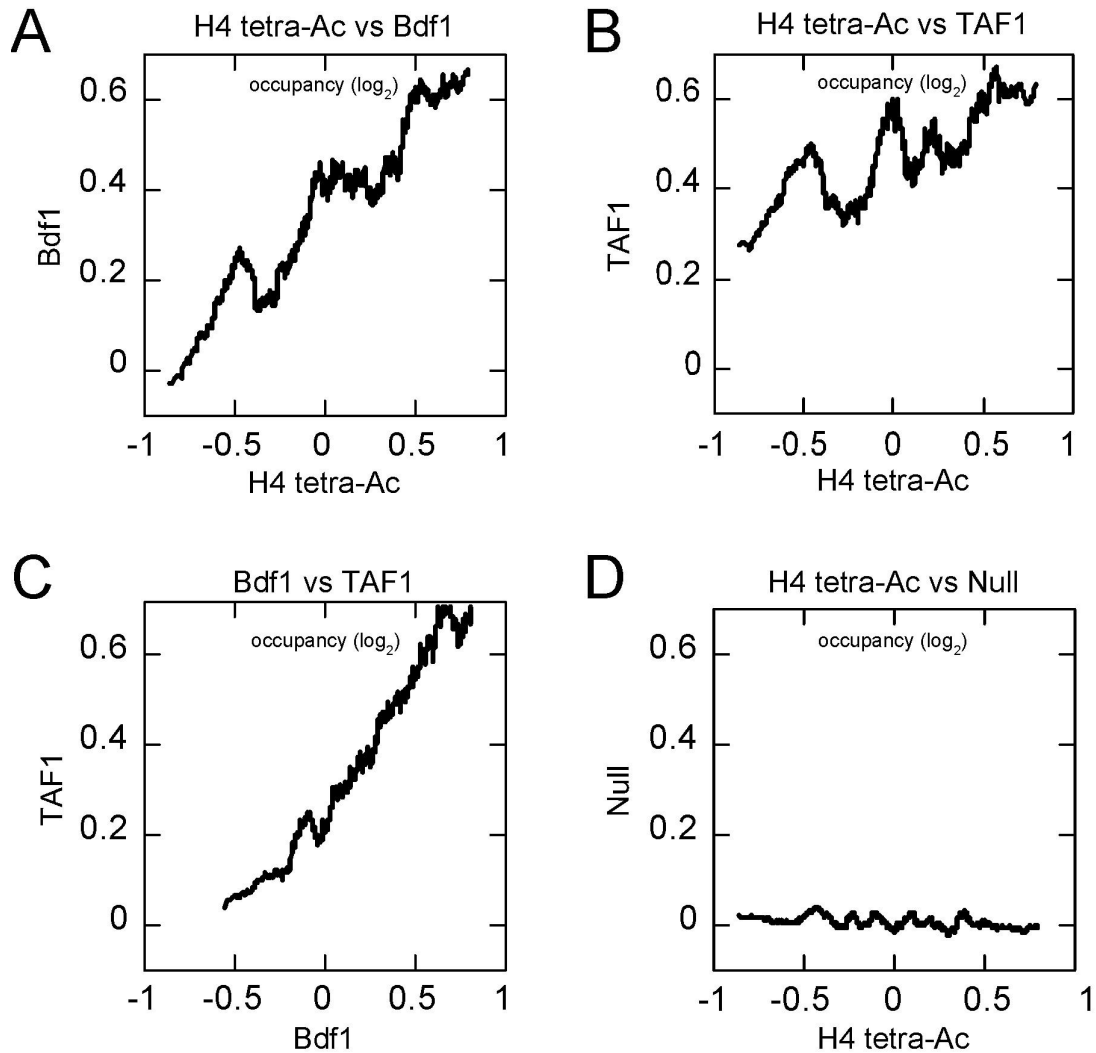 A
H4 tetra-Ac vs Bdf1
occupancy (log2)
0.6
0.4
0.2
0
Bdf1
-1 -0.5 0 0.5 1
H4 tetra-Ac
B
H4 tetra-Ac vs TAF1
occupancy (log2)
0.6
0.4
0.2
0
TAF1
-1 -0.5 0 0.5 1
H4 tetra-Ac
C
Bdf1 vs TAF1
occupancy (log2)
0.6
0.4
0.2
0
TAF1
-1 -0.5 0 0.5 1
Bdf1
D
H4 tetra-Ac vs Null
occupancy (log2)
0.6
0.4
0.2
0
Null
-1 -0.5 0 0.5 1
H4 tetra-Ac